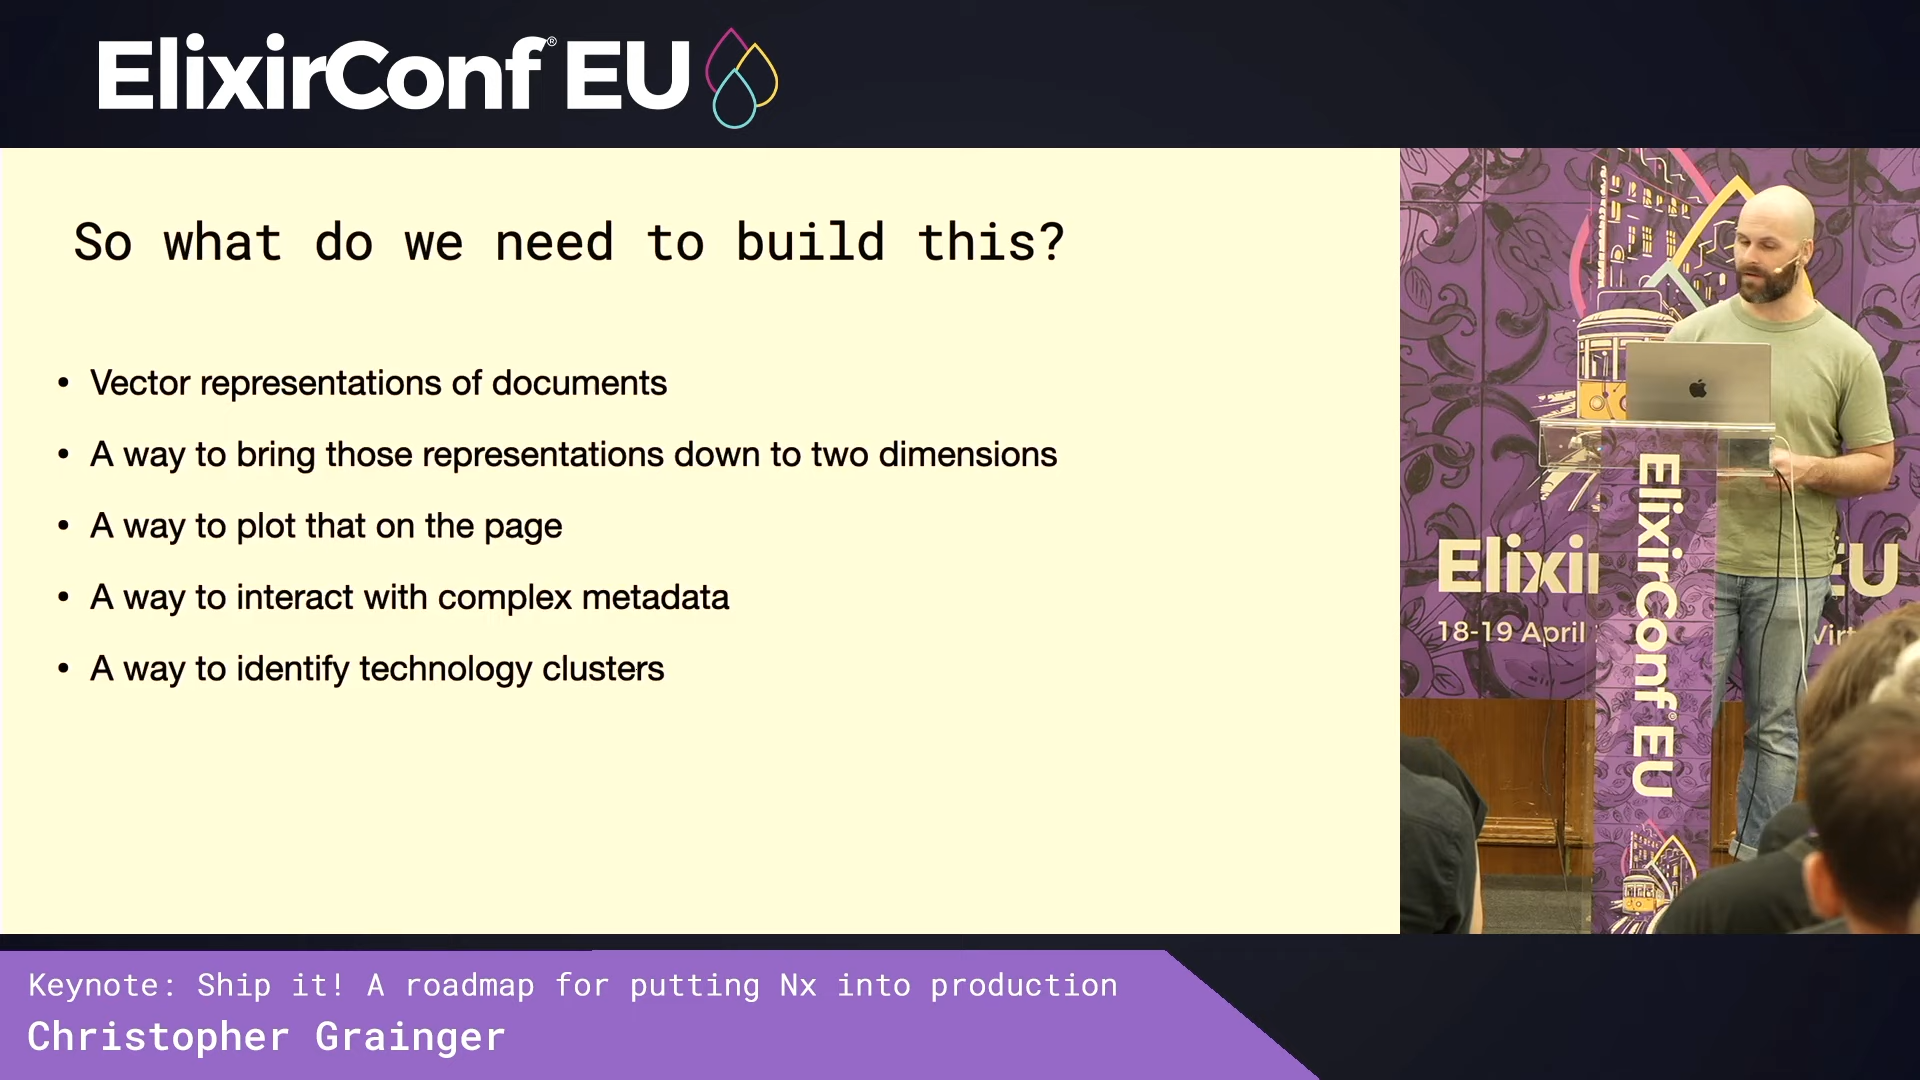 ElixirConf® EU
So what do we need to build this?
• Vector representations of documents
• A way to bring those representations down to two dimensions
• A way to plot that on the page
• A way to interact with complex metadata
• A way to identify technology clusters
ElixirConf® EU
Elixi
EU
18-19 April
Virt
Keynote: Ship it! A roadmap for putting Nx into production
Christopher Grainger